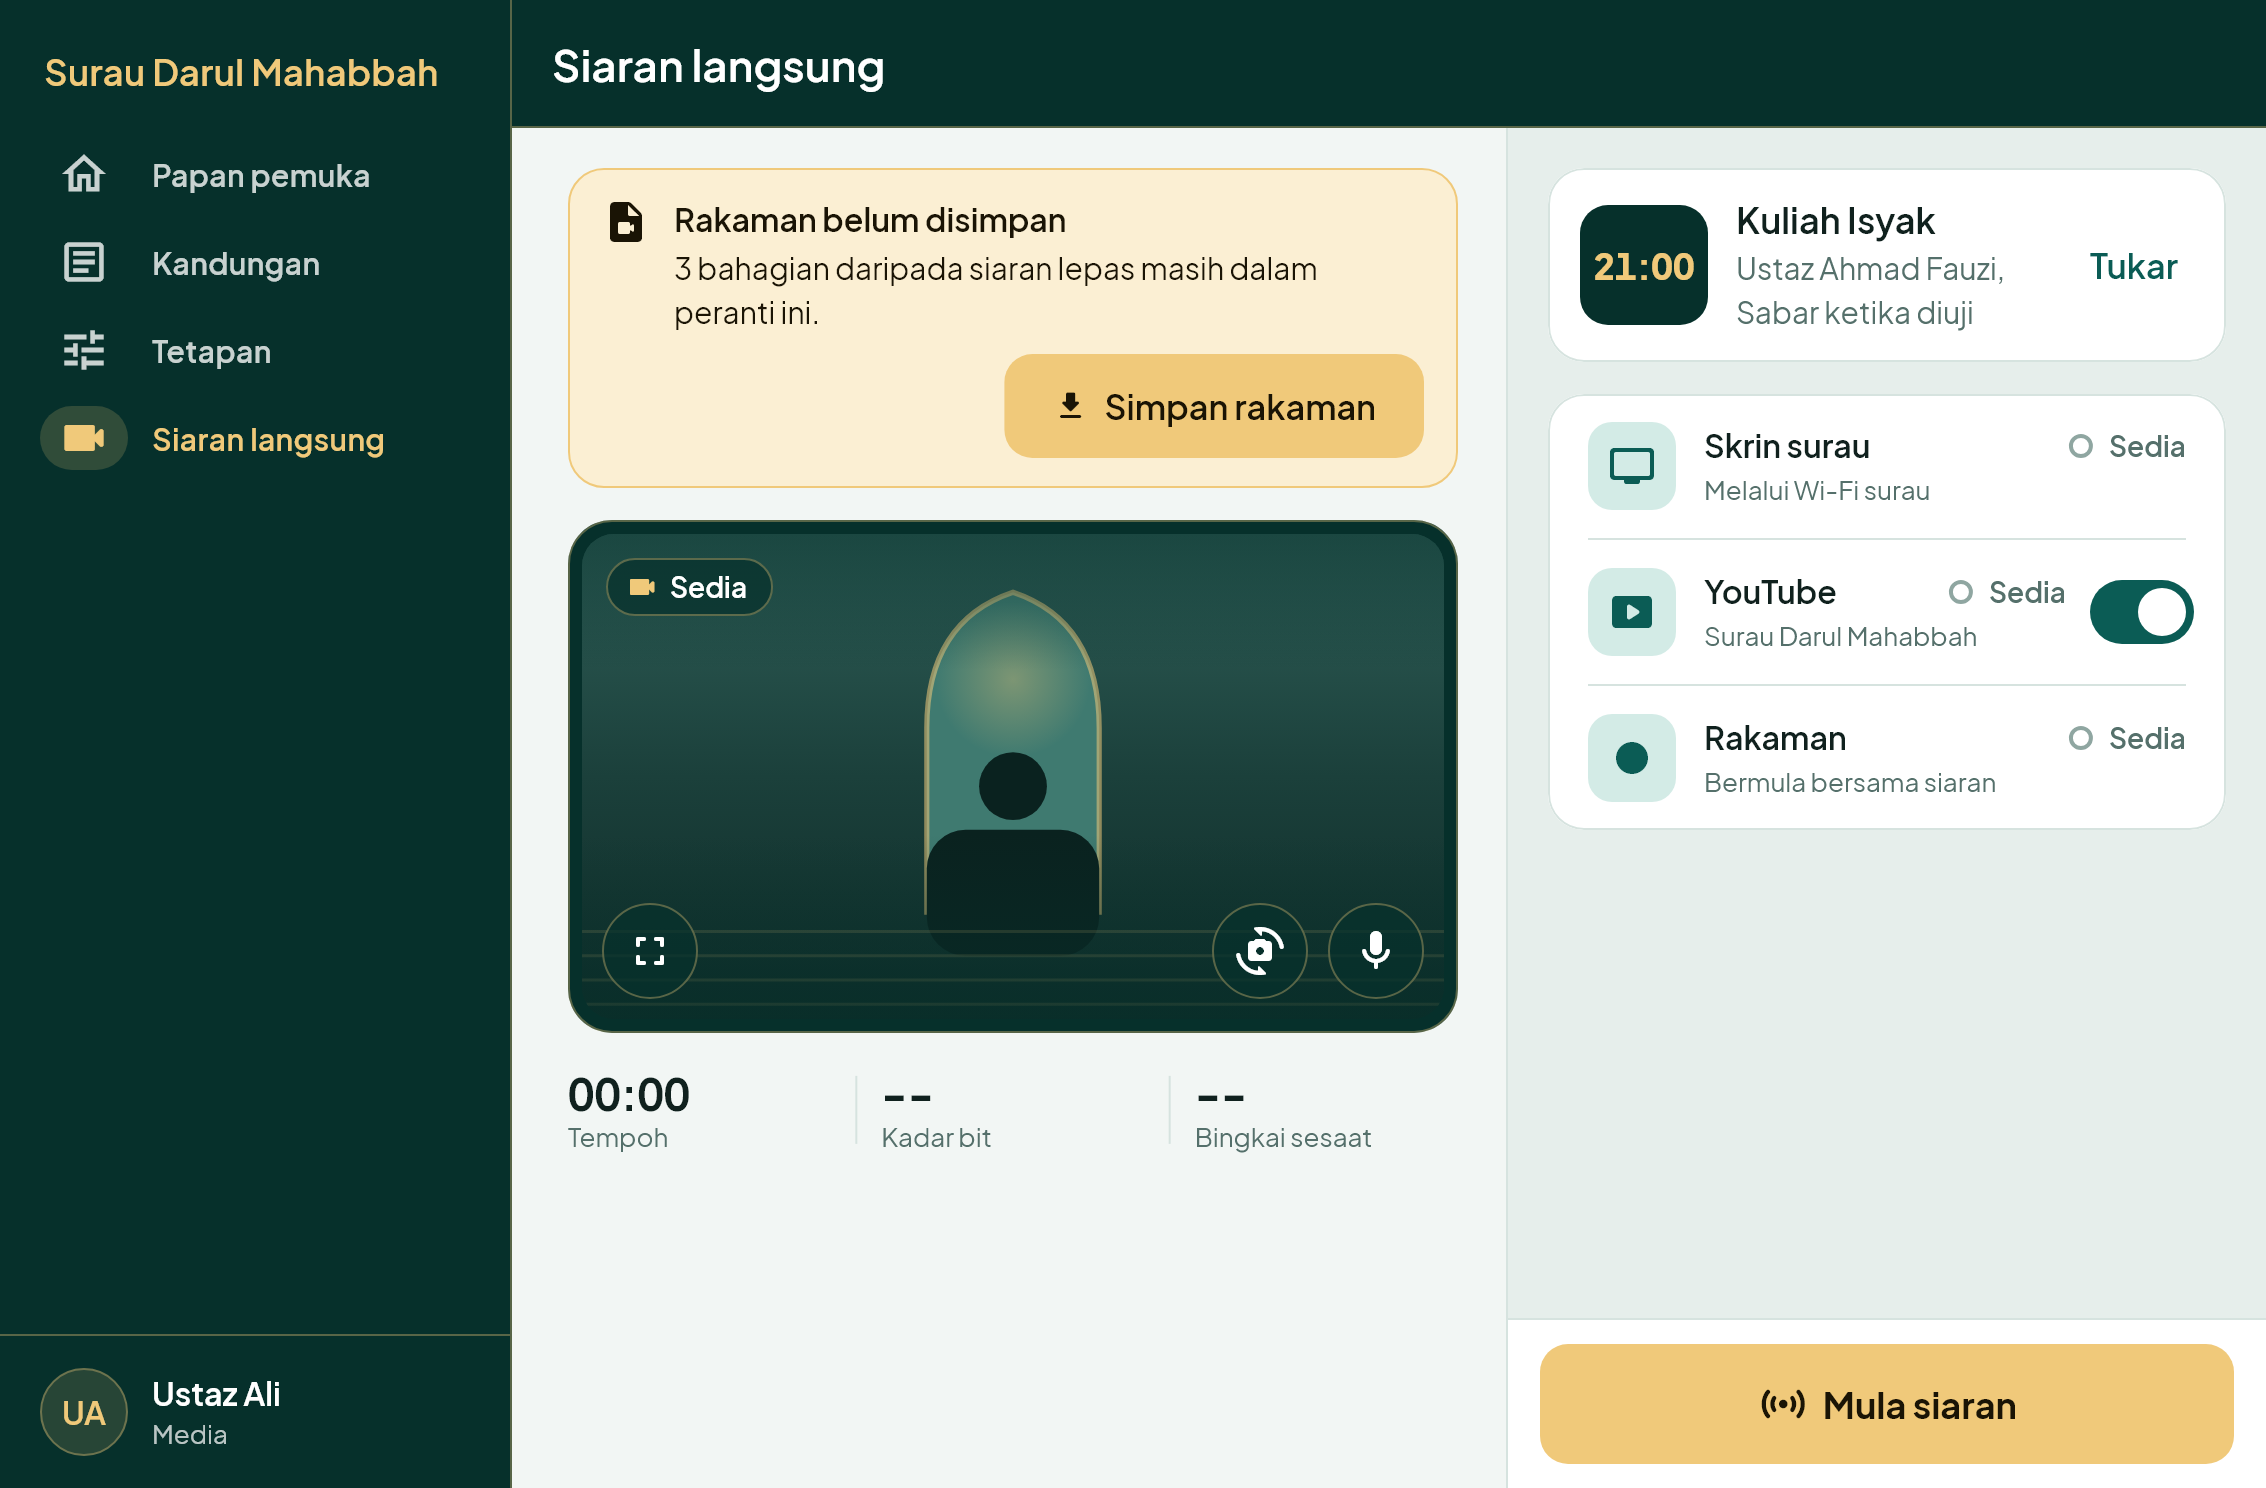 Surau Darul Mahabbah
Papan pemuka
Kandungan
Tetapan
Siaran langsung
Ustaz Ali
Media
UA
Siaran langsung
Rakaman belum disimpan
3 bahagian daripada siaran lepas masih dalam
peranti ini.
Simpan rakaman
Sedia
00:00
Tempoh
--
Kadar bit
--
Bingkai sesaat
21:00
Kuliah Isyak
Ustaz Ahmad Fauzi,
Sabar ketika diuji
Tukar
Skrin surau
Sedia
Melalui Wi-Fi surau
YouTube
Sedia
Surau Darul Mahabbah
Rakaman
Sedia
Bermula bersama siaran
Mula siaran